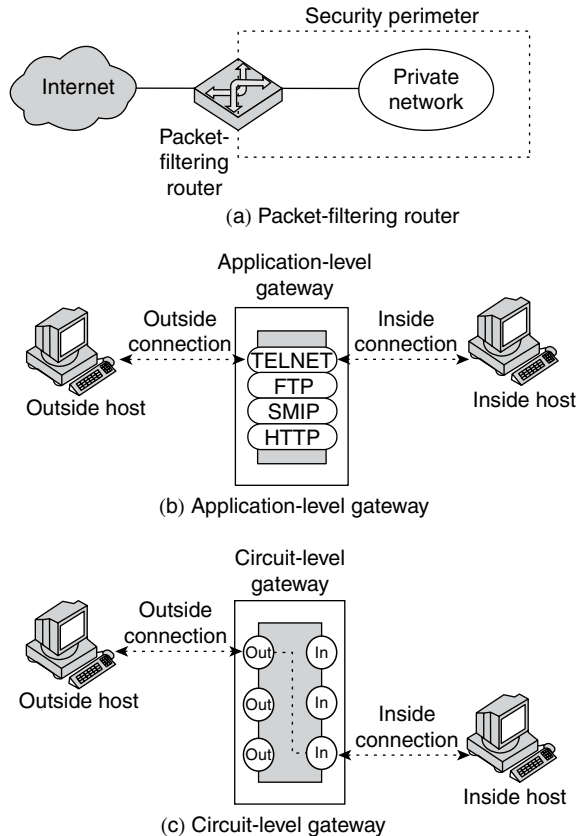 Security perimeter
Internet
Private
network
Packet-
filtering
router
(a) Packet-filtering router
Application-level
gateway
Outside
connection
Inside
connection
TELNET
FTP
SMIP
HTTP
Outside host
Inside host
(b) Application-level gateway
Circuit-level
gateway
Outside
connection
Out
In
Outside host
Out
In
Inside
connection
Out
In
Inside host
(c) Circuit-level gateway